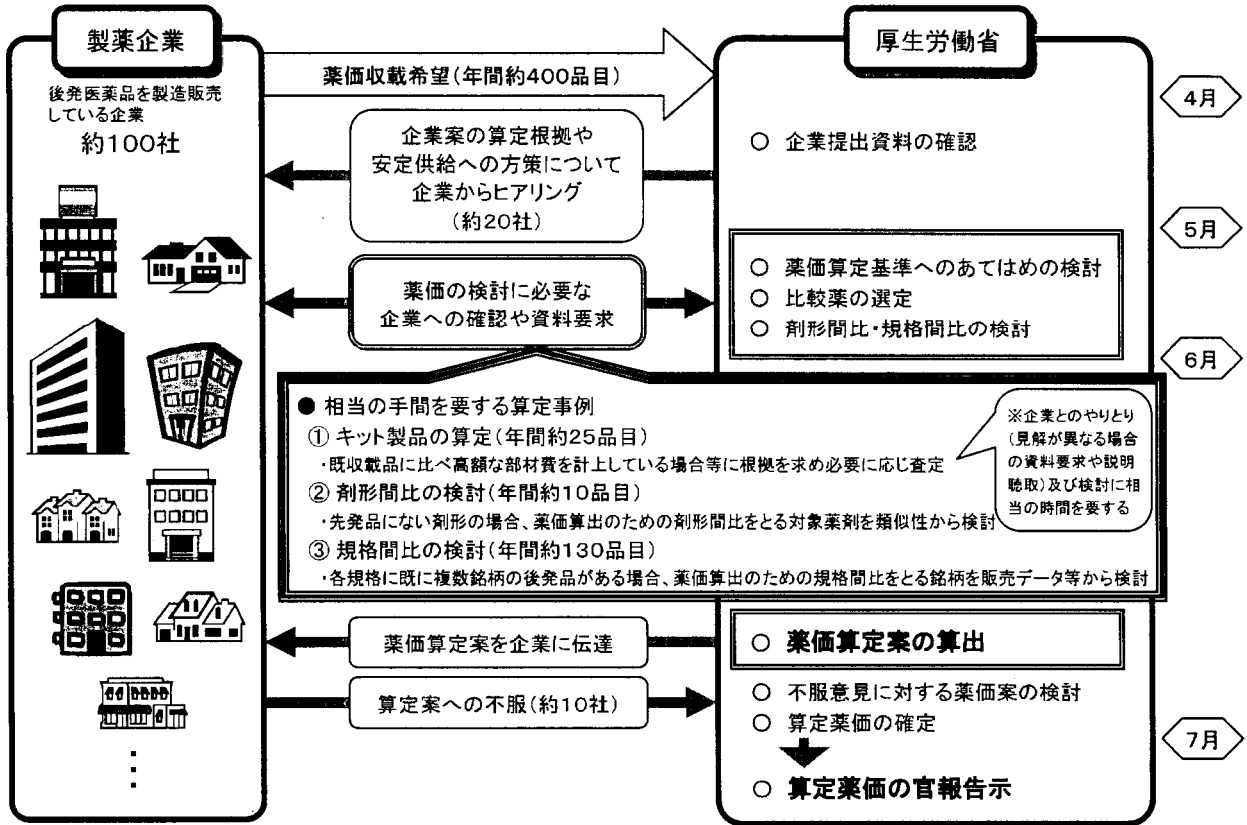 製薬企業
後発医薬品を製造販売
している企業
約100社
薬価収載希望(年間約400品目)
厚生労働省
4月
企業案の算定根拠や
安定供給への方策について
企業からヒアリング
(約20社)
○ 企業提出資料の確認
5月
薬価の検討に必要な
企業への確認や資料要求
○ 薬価算定基準へのあてはめの検討
○ 比較薬の選定
○ 剤形間比・規格間比の検討
6月
● 相当の手間を要する算定事例
① キット製品の算定(年間約25品目)
・既収載品に比べ高額な部材費を計上している場合等に根拠を求め必要に応じ査定
② 剤形間比の検討(年間約10品目)
・先発品にない剤形の場合、薬価算出のための剤形間比をとる対象薬剤を類似性から検討
③ 規格間比の検討(年間約130品目)
・各規格に既に複数銘柄の後発品がある場合、薬価算出のための規格間比をとる銘柄を販売データ等から検討
※企業とのやりとり
(見解が異なる場合
の資料要求や説明
聴取)及び検討に相
当の時間を要する
薬価算定案を企業に伝達
○ 薬価算定案の算出
算定案への不服(約10社)
○ 不服意見に対する薬価案の検討
○ 算定薬価の確定
7月
○ 算定薬価の官報告示